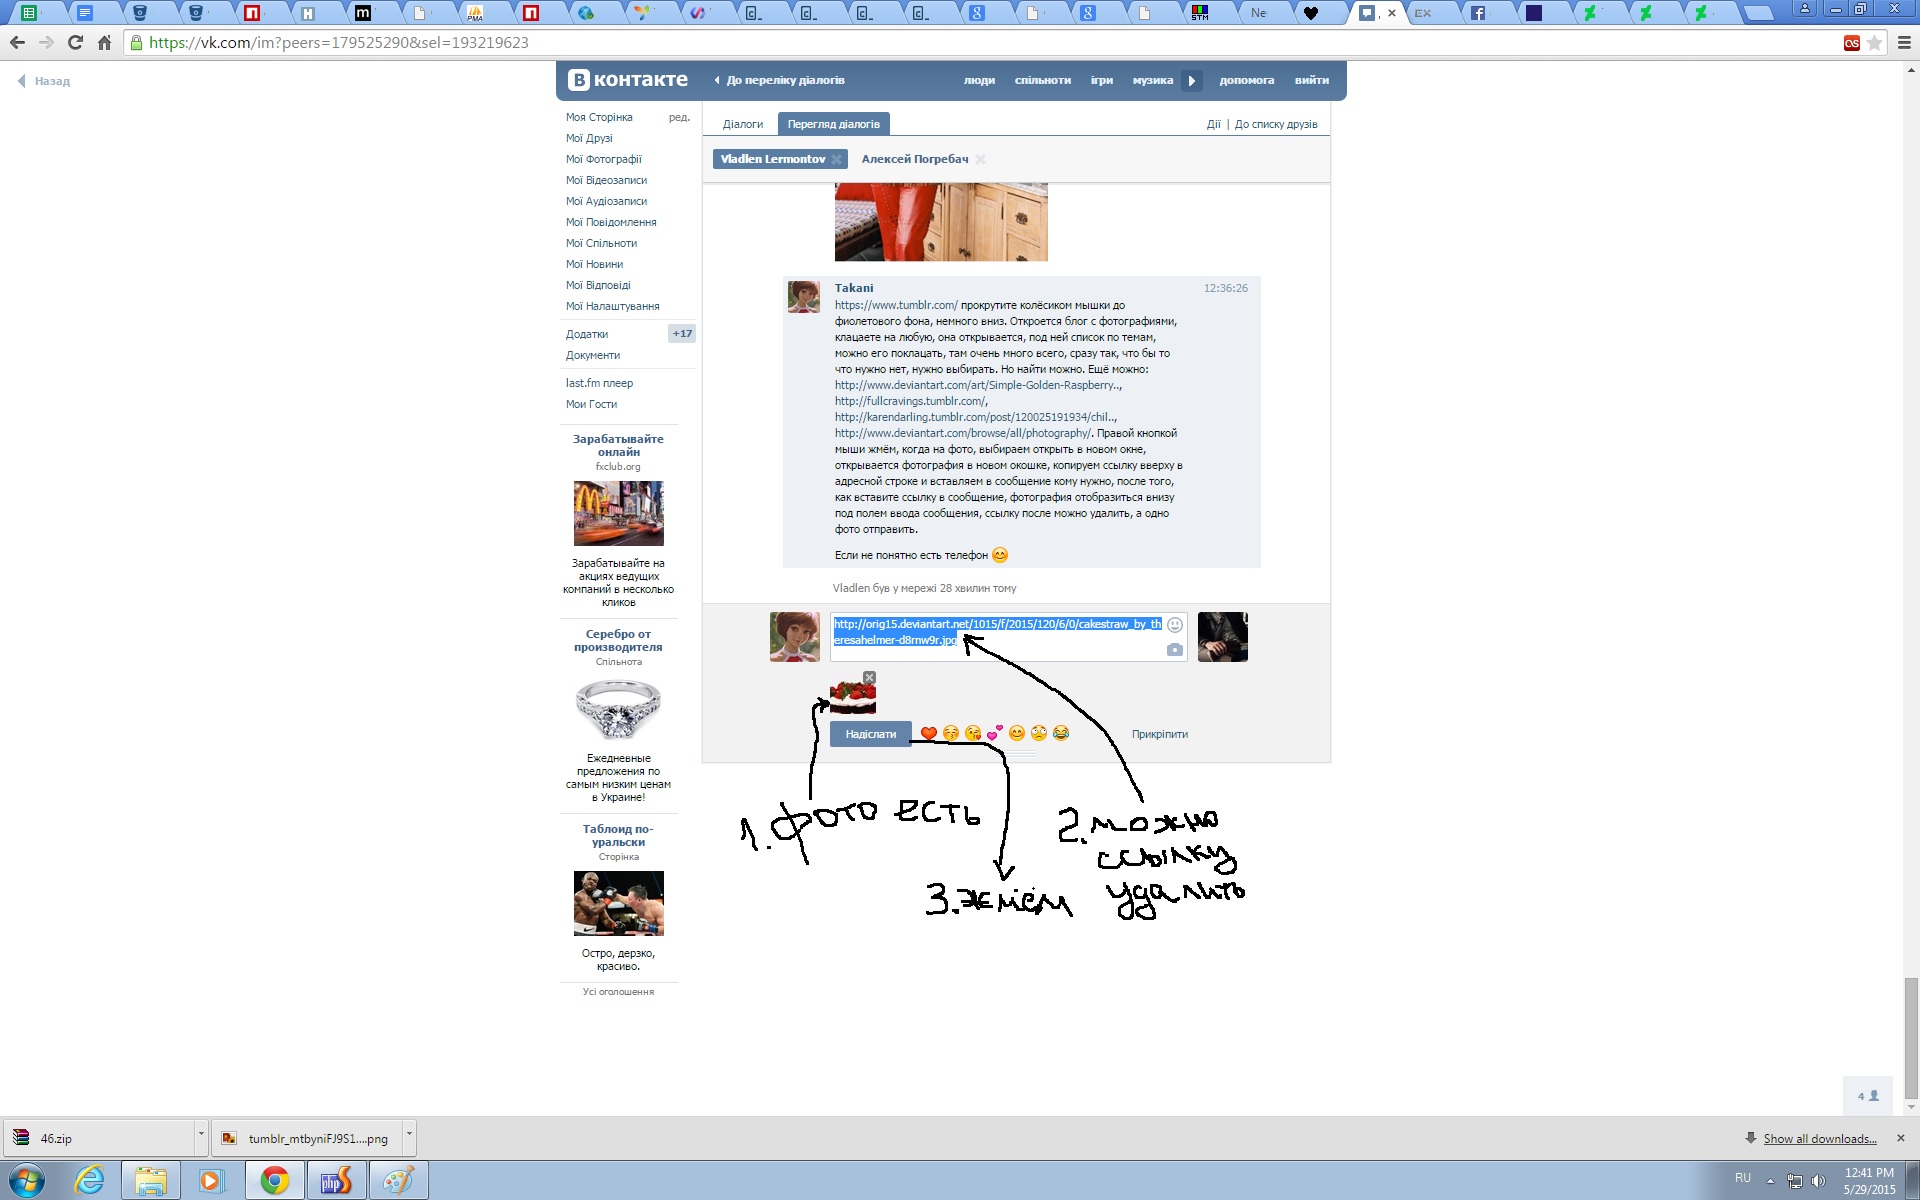 Ne
EX
https://vk.com/im?peers=179525290&sel=193219623
Назад
В контакте
До переліку діалогів
люди спільноти ігри музика допомога вийти
Моя Сторінка ред.
Мої Друзі
Мої Фотографії
Мої Відеозаписи
Мої Аудіозаписи
Мої Повідомлення
Мої Спільноти
Мої Новини
Мої Відповіді
Мої Налаштування
Додатки +17
Документи
last.fm плеер
Мои Гости
Зарабатывайте
онлайн
fxclub.org
Зарабатывайте на
акциях ведущих
компаний в несколько
кликов
Серебро от
производителя
Спільнота
Ежедневные
предложения по
самым низким ценам
в Украине!
Таблоид по-
уральски
Сторінка
Остро, дерзко,
красиво.
Усі оголошення
Діалоги Перегляд діалогів Дії | До списку друзів
Vladlen Lermontov Алексей Погребач
Takani 12:36:26
https://www.tumblr.com/ прокрутите колёсиком мышки до
фиолетового фона, немного вниз. Откроется блог с фотографиями,
клацаете на любую, она открывается, под ней список по темам,
можно его поклацать, там очень много всего, сразу так, что бы то
что нужно нет, нужно выбирать. Но найти можно. Ещё можно:
http://www.deviantart.com/art/Simple-Golden-Raspberry..,
http://fullcravings.tumblr.com/,
http://karendarling.tumblr.com/post/120025191934/chil..,
http://www.deviantart.com/browse/all/photography/. Правой кнопкой
мыши жмём, когда на фото, выбираем открыть в новом окне,
открывается фотография в новом окошке, копируем ссылку вверху в
адресной строке и вставляем в сообщение кому нужно, после того,
как вставите ссылку в сообщение, фотография отобразиться внизу
под полем ввода сообщения, ссылку после можно удалить, а одно
фото отправить.
Если не понятно есть телефон
Vladlen був у мережі 28 хвилин тому
http://orig15.deviantart.net/1015/f/2015/120/6/0/cakestraw_by_th
eresahelmer-d8rnw9r.jpg
Надіслати Прикріпити
1. фото есть
2. можно
ссылку
удалить
3. жмём
4
46.zip
tumblr_mtbyniFJ9S1....png
Show all downloads...
RU
12:41 PM
5/29/2015